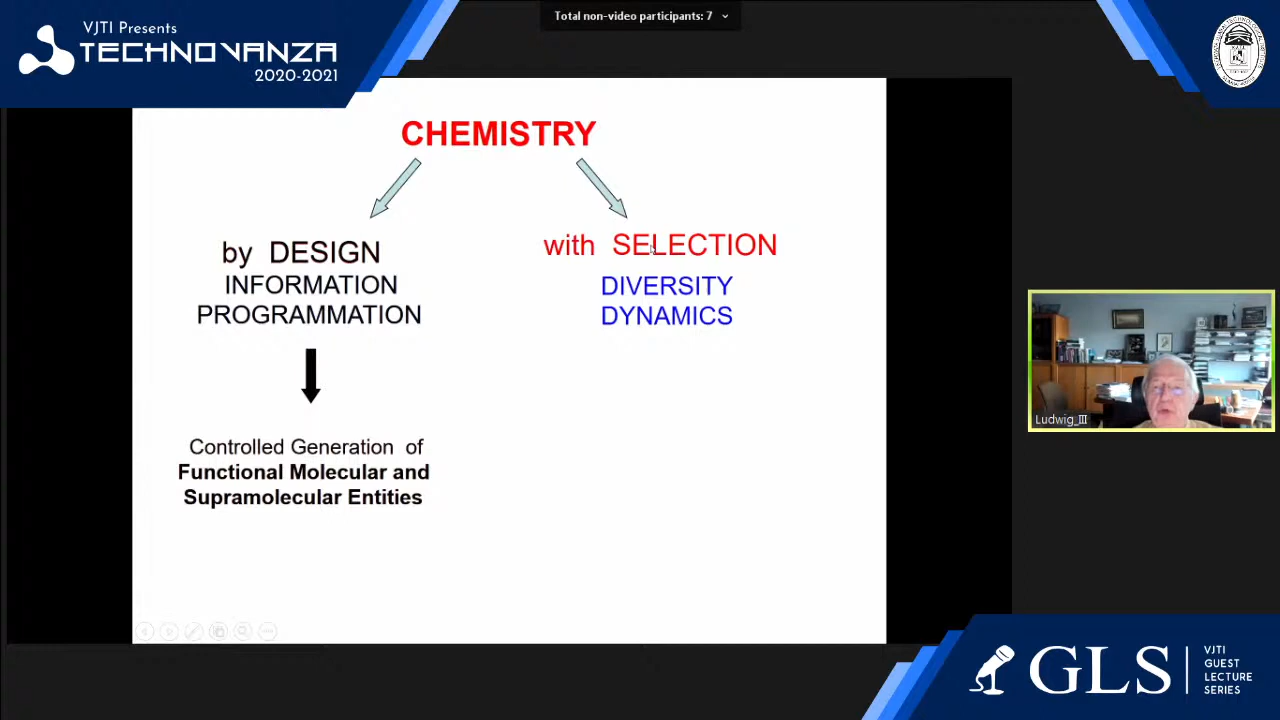 Total non-video participants: 7
VJTI Presents
TECHNOVANZA
2020-2021
CHEMISTRY
by DESIGN
INFORMATION
PROGRAMMATION
with SELECTION
DIVERSITY
DYNAMICS
Controlled Generation of
Functional Molecular and
Supramolecular Entities
Ludwig_III
GLS
VJTI
GUEST
LECTURE
SERIES